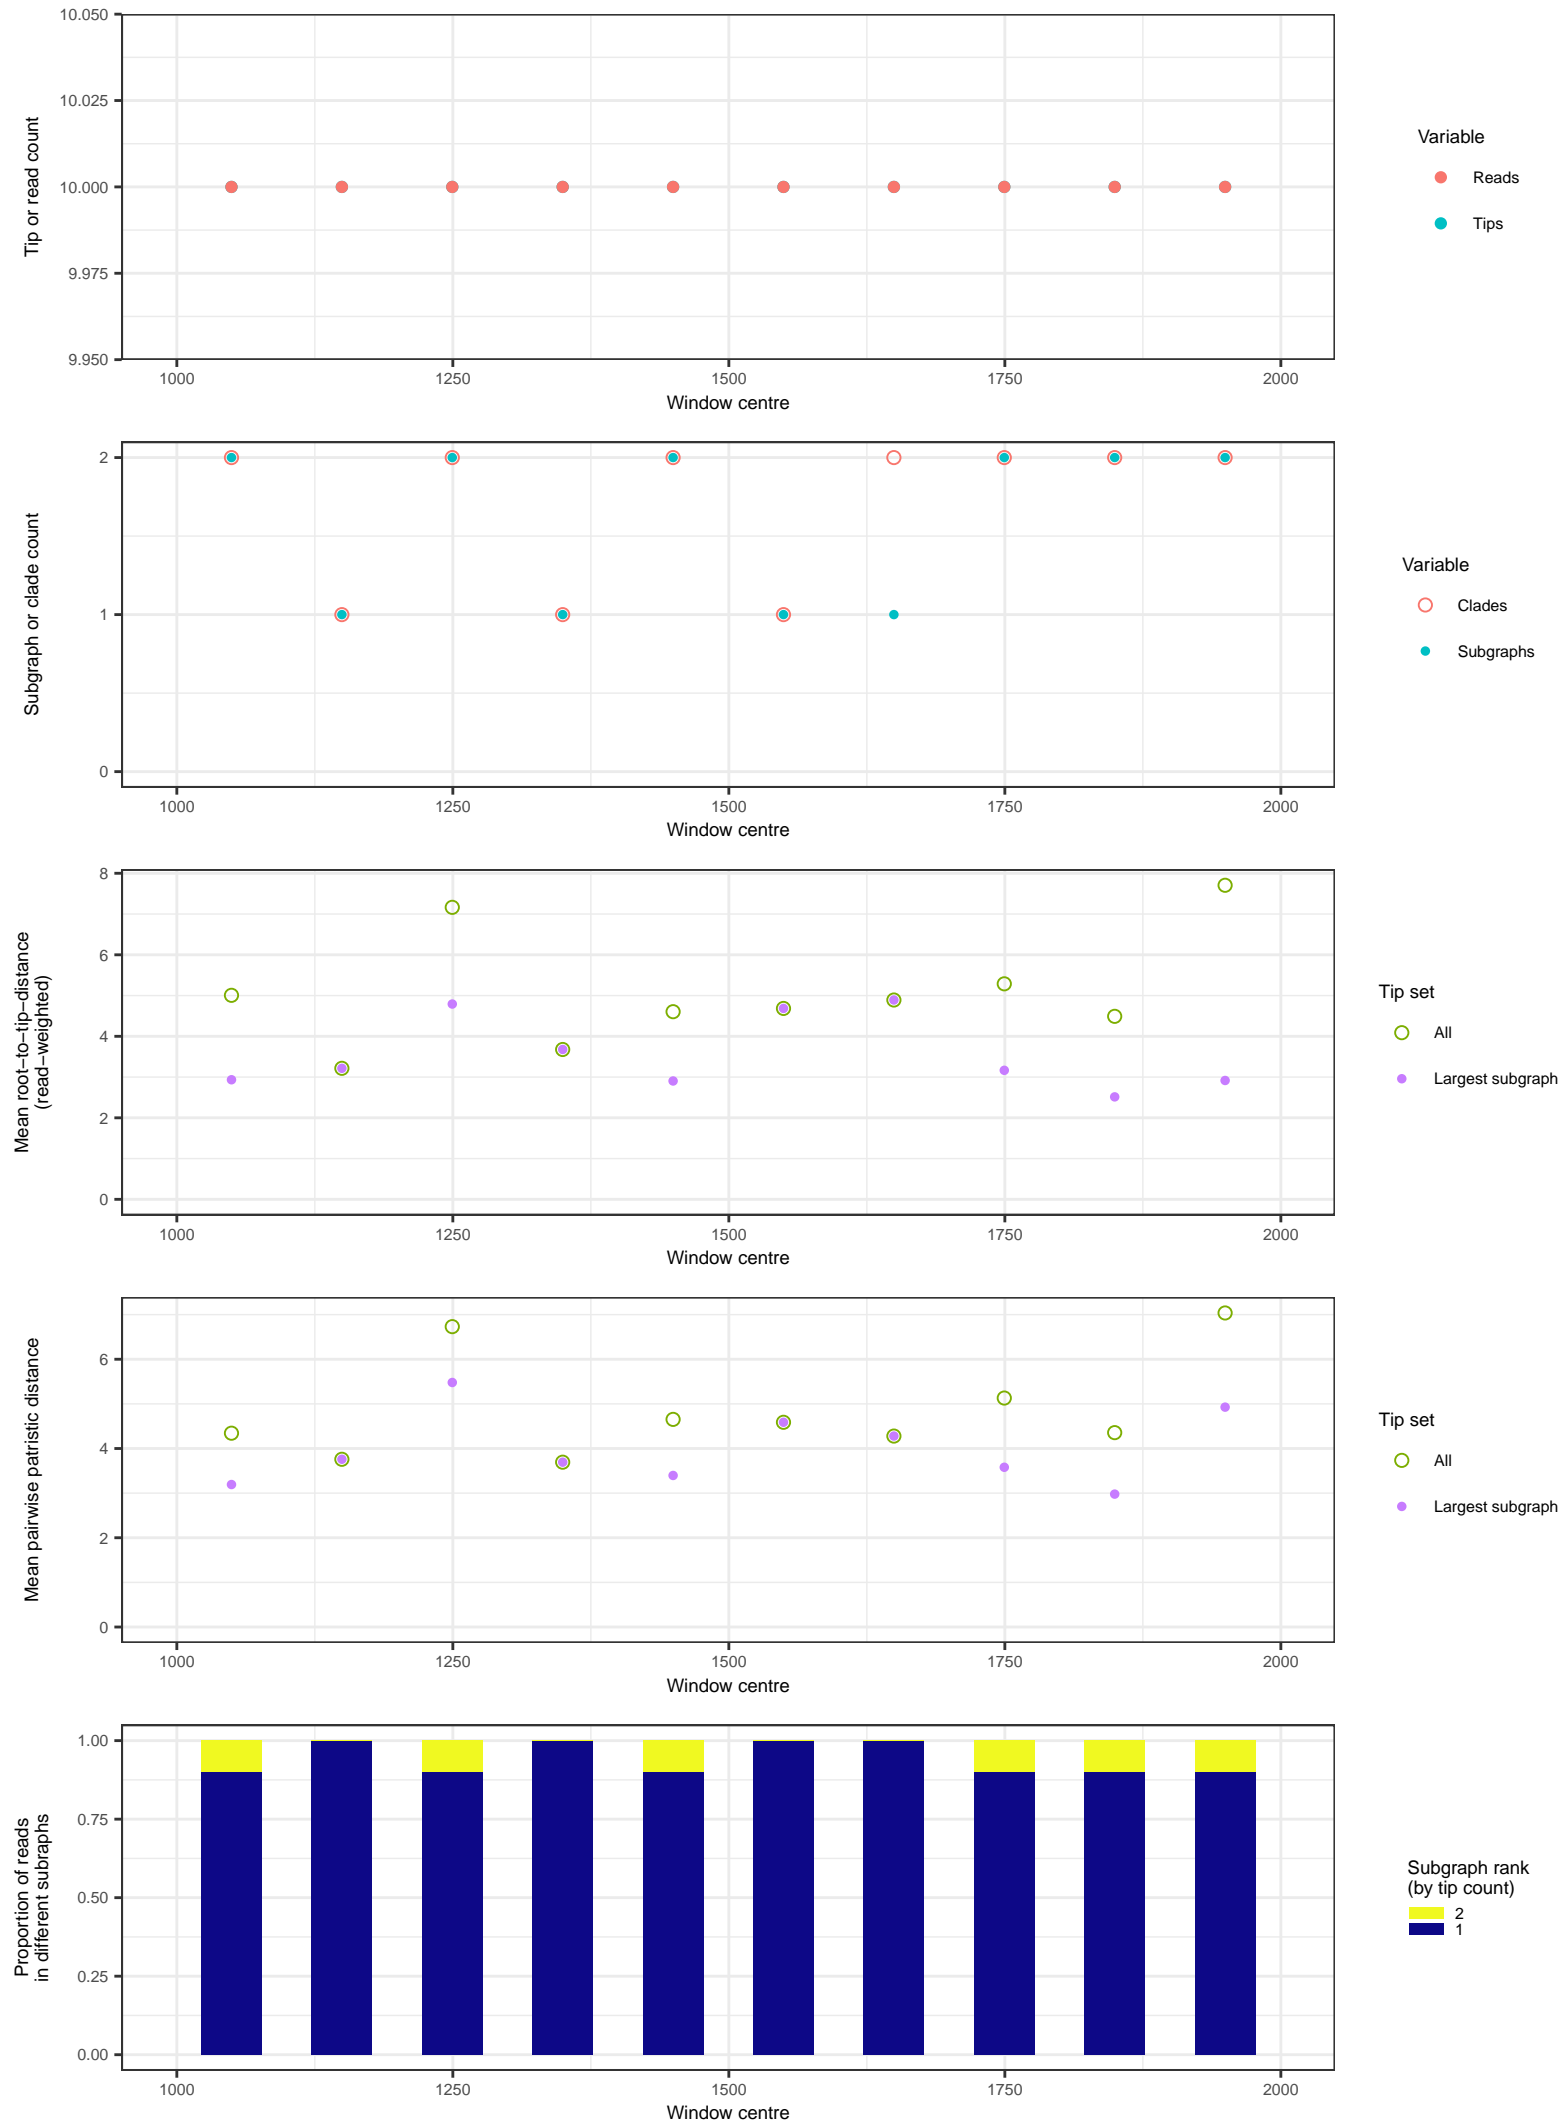 10.050
10.025
10.000
9.975
9.950
Tip or read count
1000 1250 1500 1750 2000
Window centre
Variable
Reads
Tips
2
1
0
Subgraph or clade count
1000 1250 1500 1750 2000
Window centre
Variable
Clades
Subgraphs
8
6
4
2
0
Mean root−to−tip−distance
(read−weighted)
1000 1250 1500 1750 2000
Window centre
Tip set
All
Largest subgraph
6
4
2
0
Mean pairwise patristic distance
1000 1250 1500 1750 2000
Window centre
Tip set
All
Largest subgraph
1.00
0.75
0.50
0.25
0.00
Proportion of reads
in different subraphs
1000 1250 1500 1750 2000
Window centre
Subgraph rank
(by tip count)
2
1